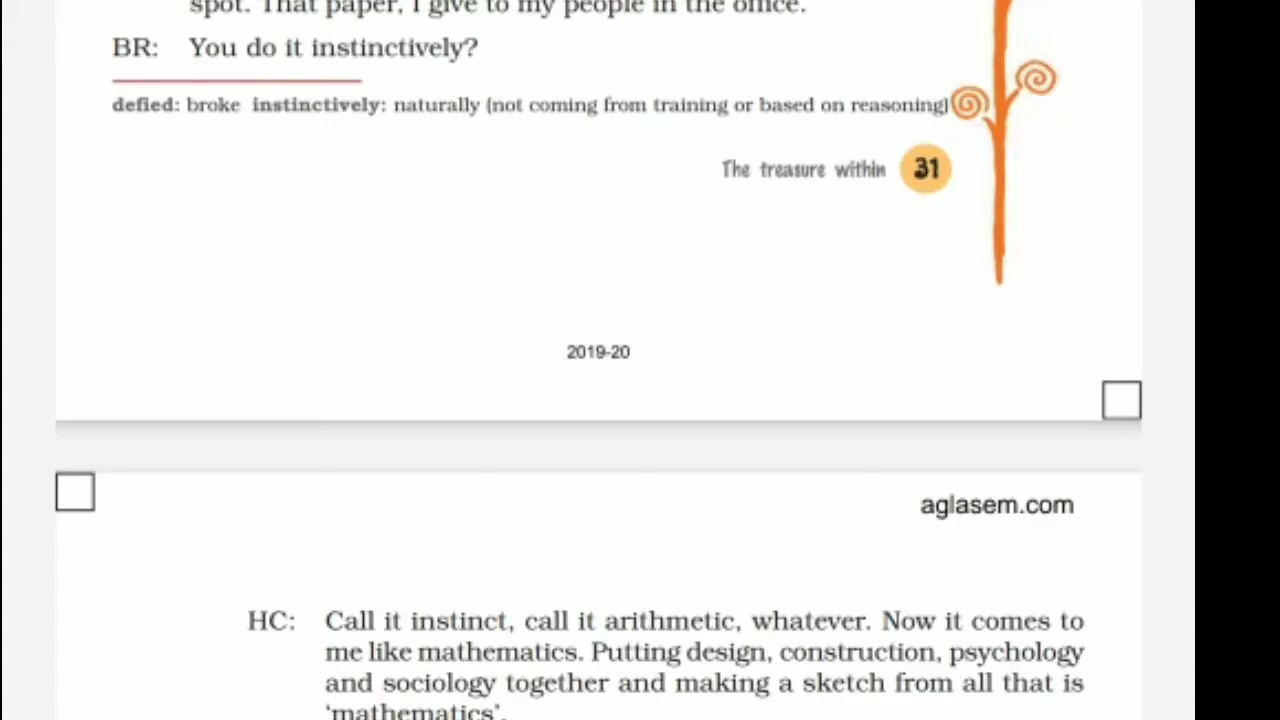 spot. That paper, I give to my people in the office.
BR: You do it instinctively?
defied: broke instinctively: naturally (not coming from training or based on reasoning)
The treasure within 31
2019-20
aglasem.com
HC: Call it instinct, call it arithmetic, whatever. Now it comes to
me like mathematics. Putting design, construction, psychology
and sociology together and making a sketch from all that is
‘mathematics’.